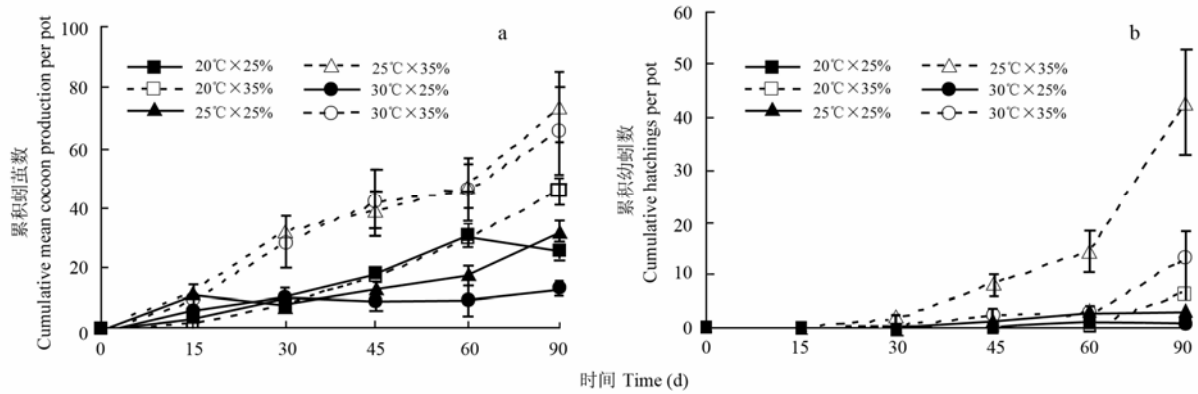 a
100
80
60
40
20
0
累积蚓茧数
Cumulative mean cocoon production per pot
20℃×25%
20℃×35%
25℃×25%
25℃×35%
30℃×25%
30℃×35%
0 15 30 45 60 90
b
60
50
40
30
20
10
0
累积幼蚓数
Cumulative hatchings per pot
20℃×25%
20℃×35%
25℃×25%
25℃×35%
30℃×25%
30℃×35%
0 15 30 45 60 90
时间 Time (d)